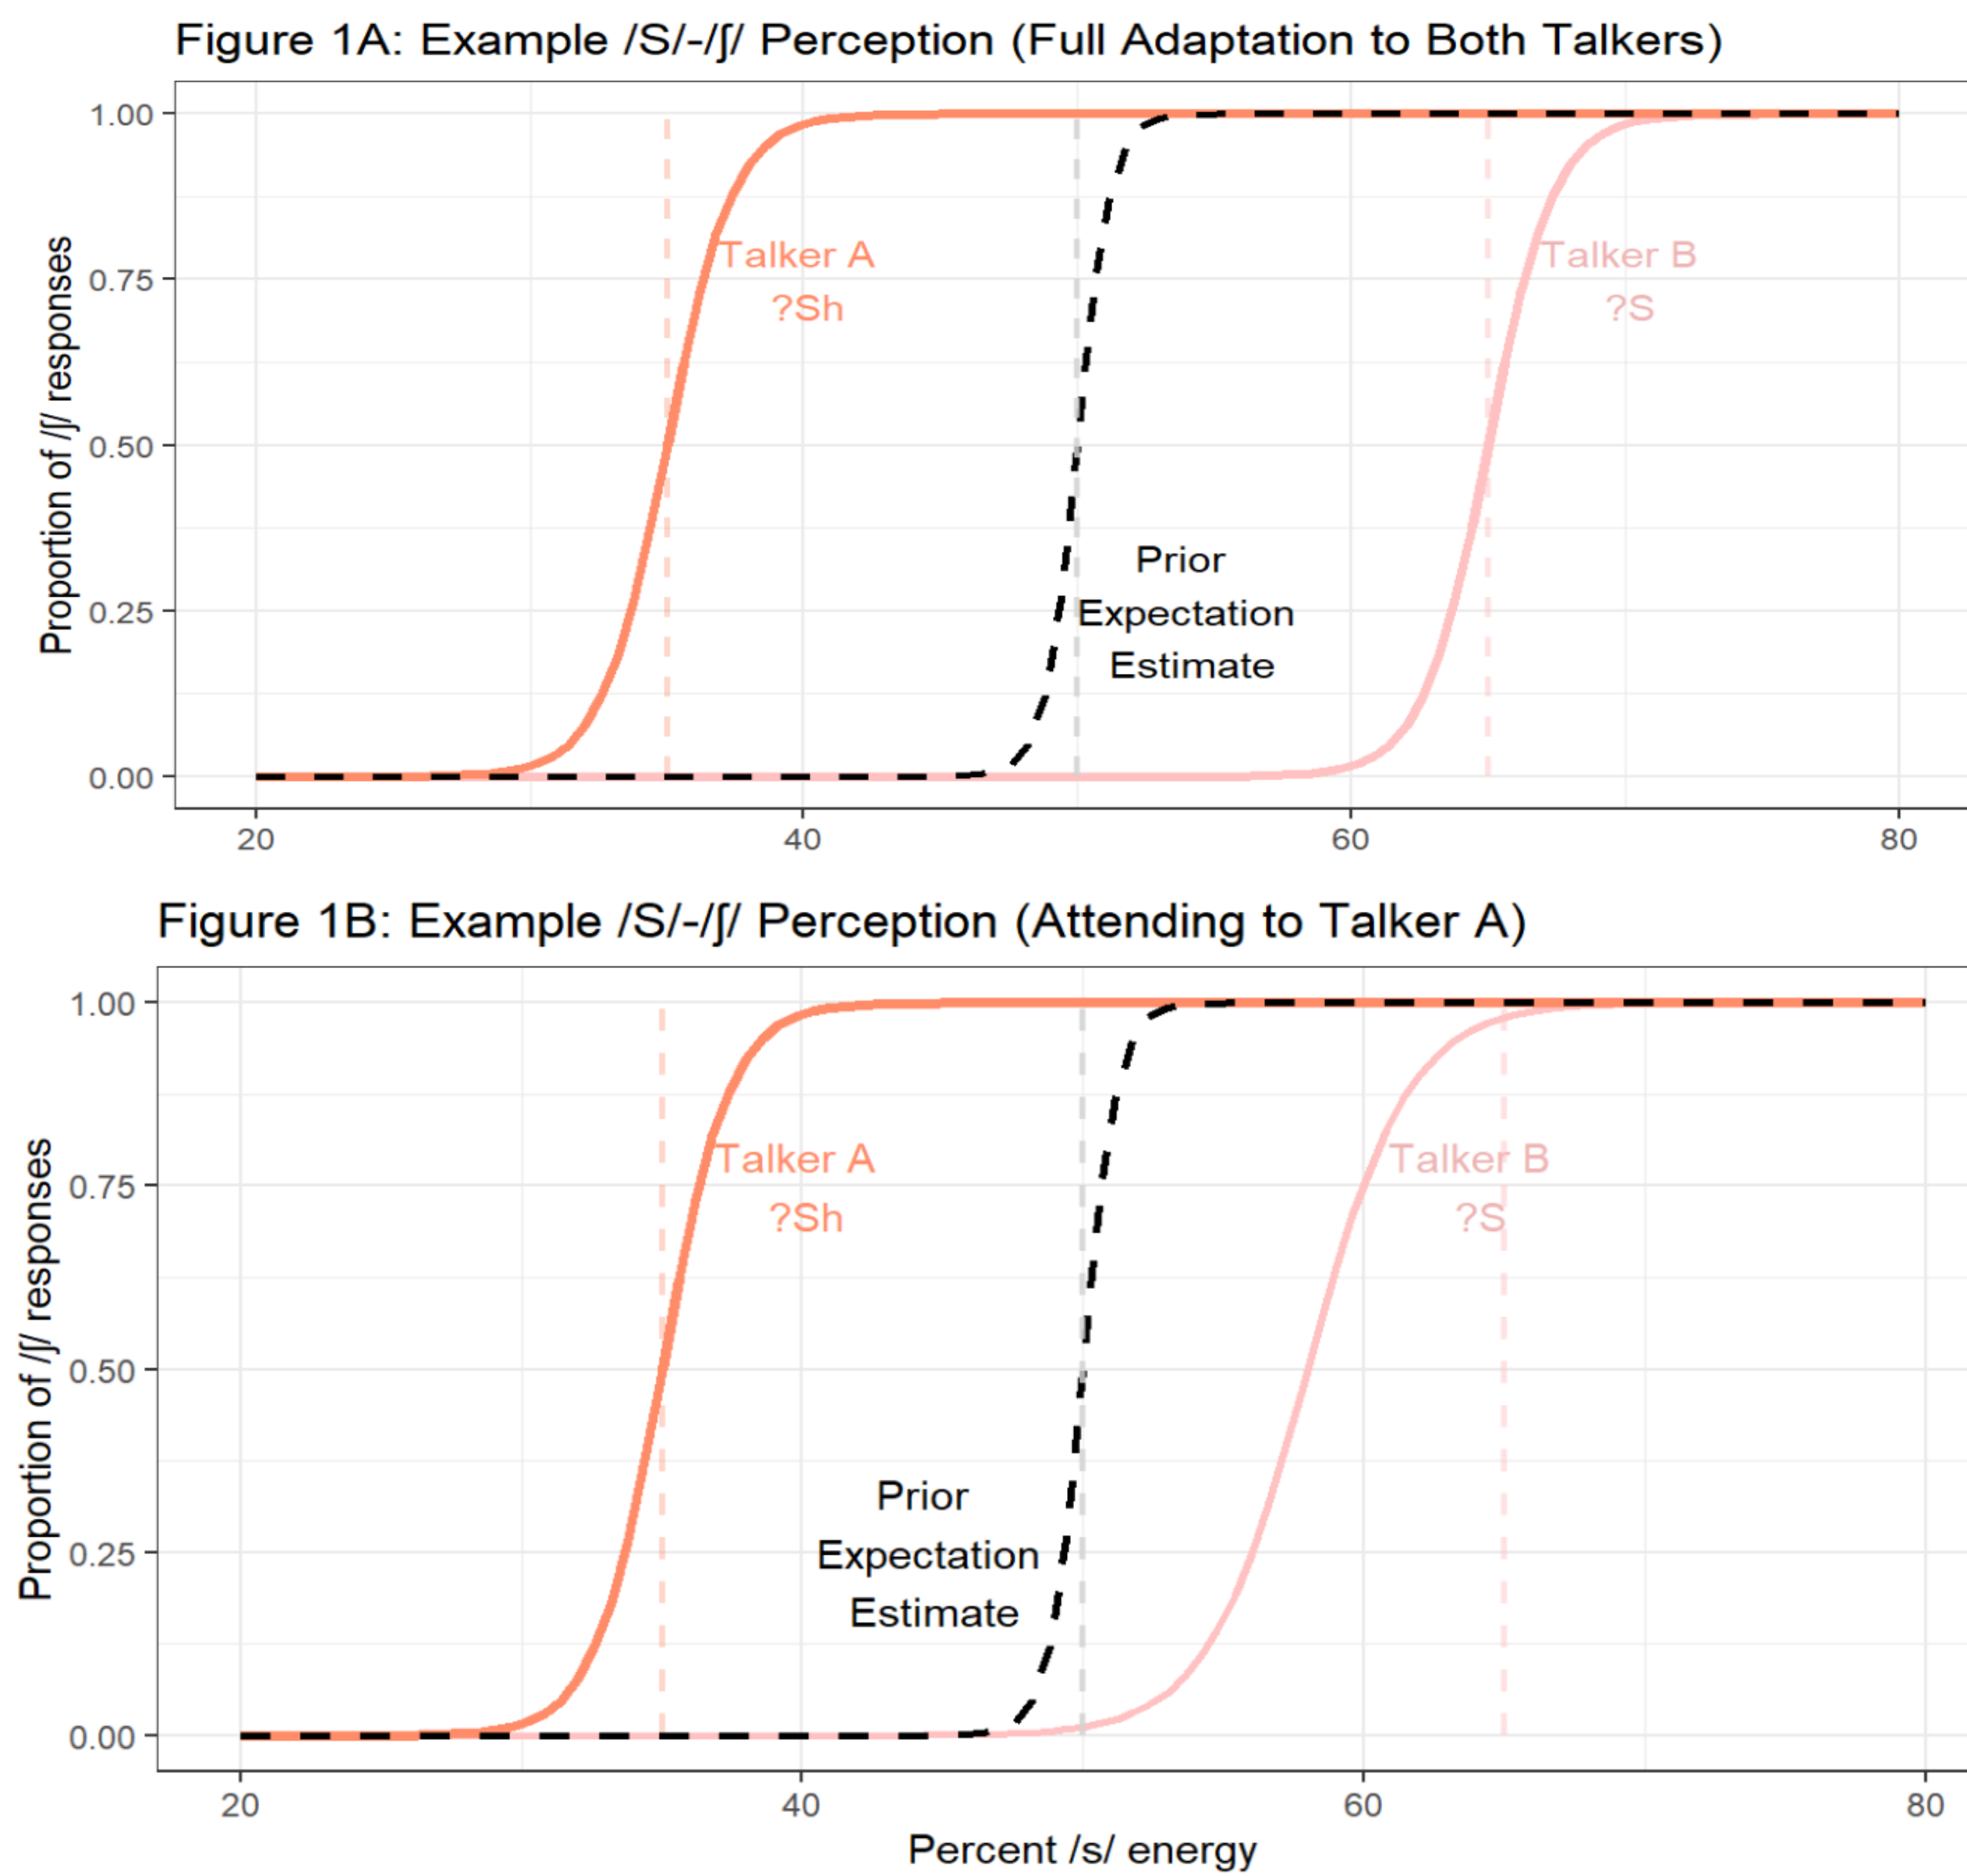 Figure 1A: Example /S/-/ʃ/ Perception (Full Adaptation to Both Talkers)
Proportion of /ʃ/ responses
1.00
0.75
0.50
0.25
0.00
Talker A
?Sh
Prior
Expectation
Estimate
Talker B
?S
20 40 60 80
Figure 1B: Example /S/-/ʃ/ Perception (Attending to Talker A)
Proportion of /ʃ/ responses
1.00
0.75
0.50
0.25
0.00
Talker A
?Sh
Prior
Expectation
Estimate
Talker B
?S
20 40 60 80
Percent /s/ energy